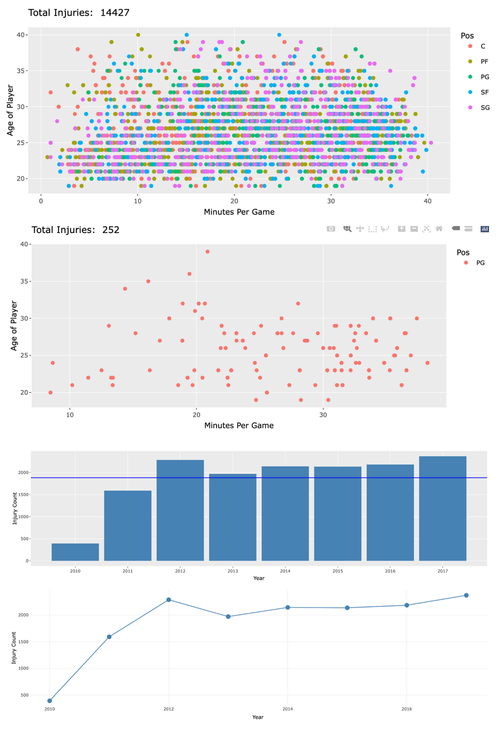 Total Injuries: 14427
Pos
C
PF
PG
SF
SG
40
35
30
25
20
Age of Player
0 10 20 30 40
Minutes Per Game
Total Injuries: 252
Pos
PG
40
35
30
25
20
Age of Player
10 20 30
Minutes Per Game
2000
1500
1000
500
0
Injury Count
2010 2011 2012 2013 2014 2015 2016 2017
Year
2000
1500
1000
500
Injury Count
2010 2012 2014 2016
Year